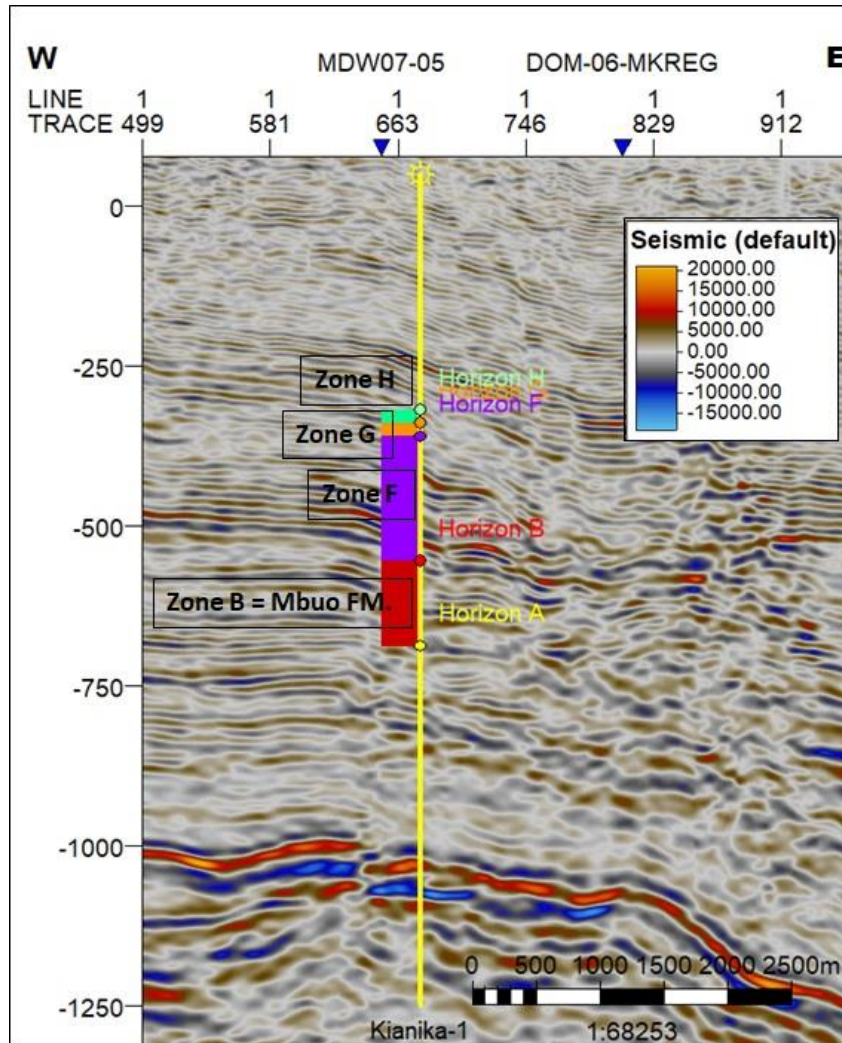 W MDW07-05 DOM-06-MKREG E
LINE 1 1 1 1 1 1
TRACE 499 581 663 746 829 912
0
Seismic (default)
20000.00
15000.00
10000.00
5000.00
0.00
-5000.00
-10000.00
-15000.00
-250
Zone H
Horizon H
Horizon F
Zone G
Zone F
-500
Horizon B
Zone B = Mbuo FM.
Horizon A
-750
-1000
0 500 1000 1500 2000 2500m
-1250
Kianika-1 1:68253